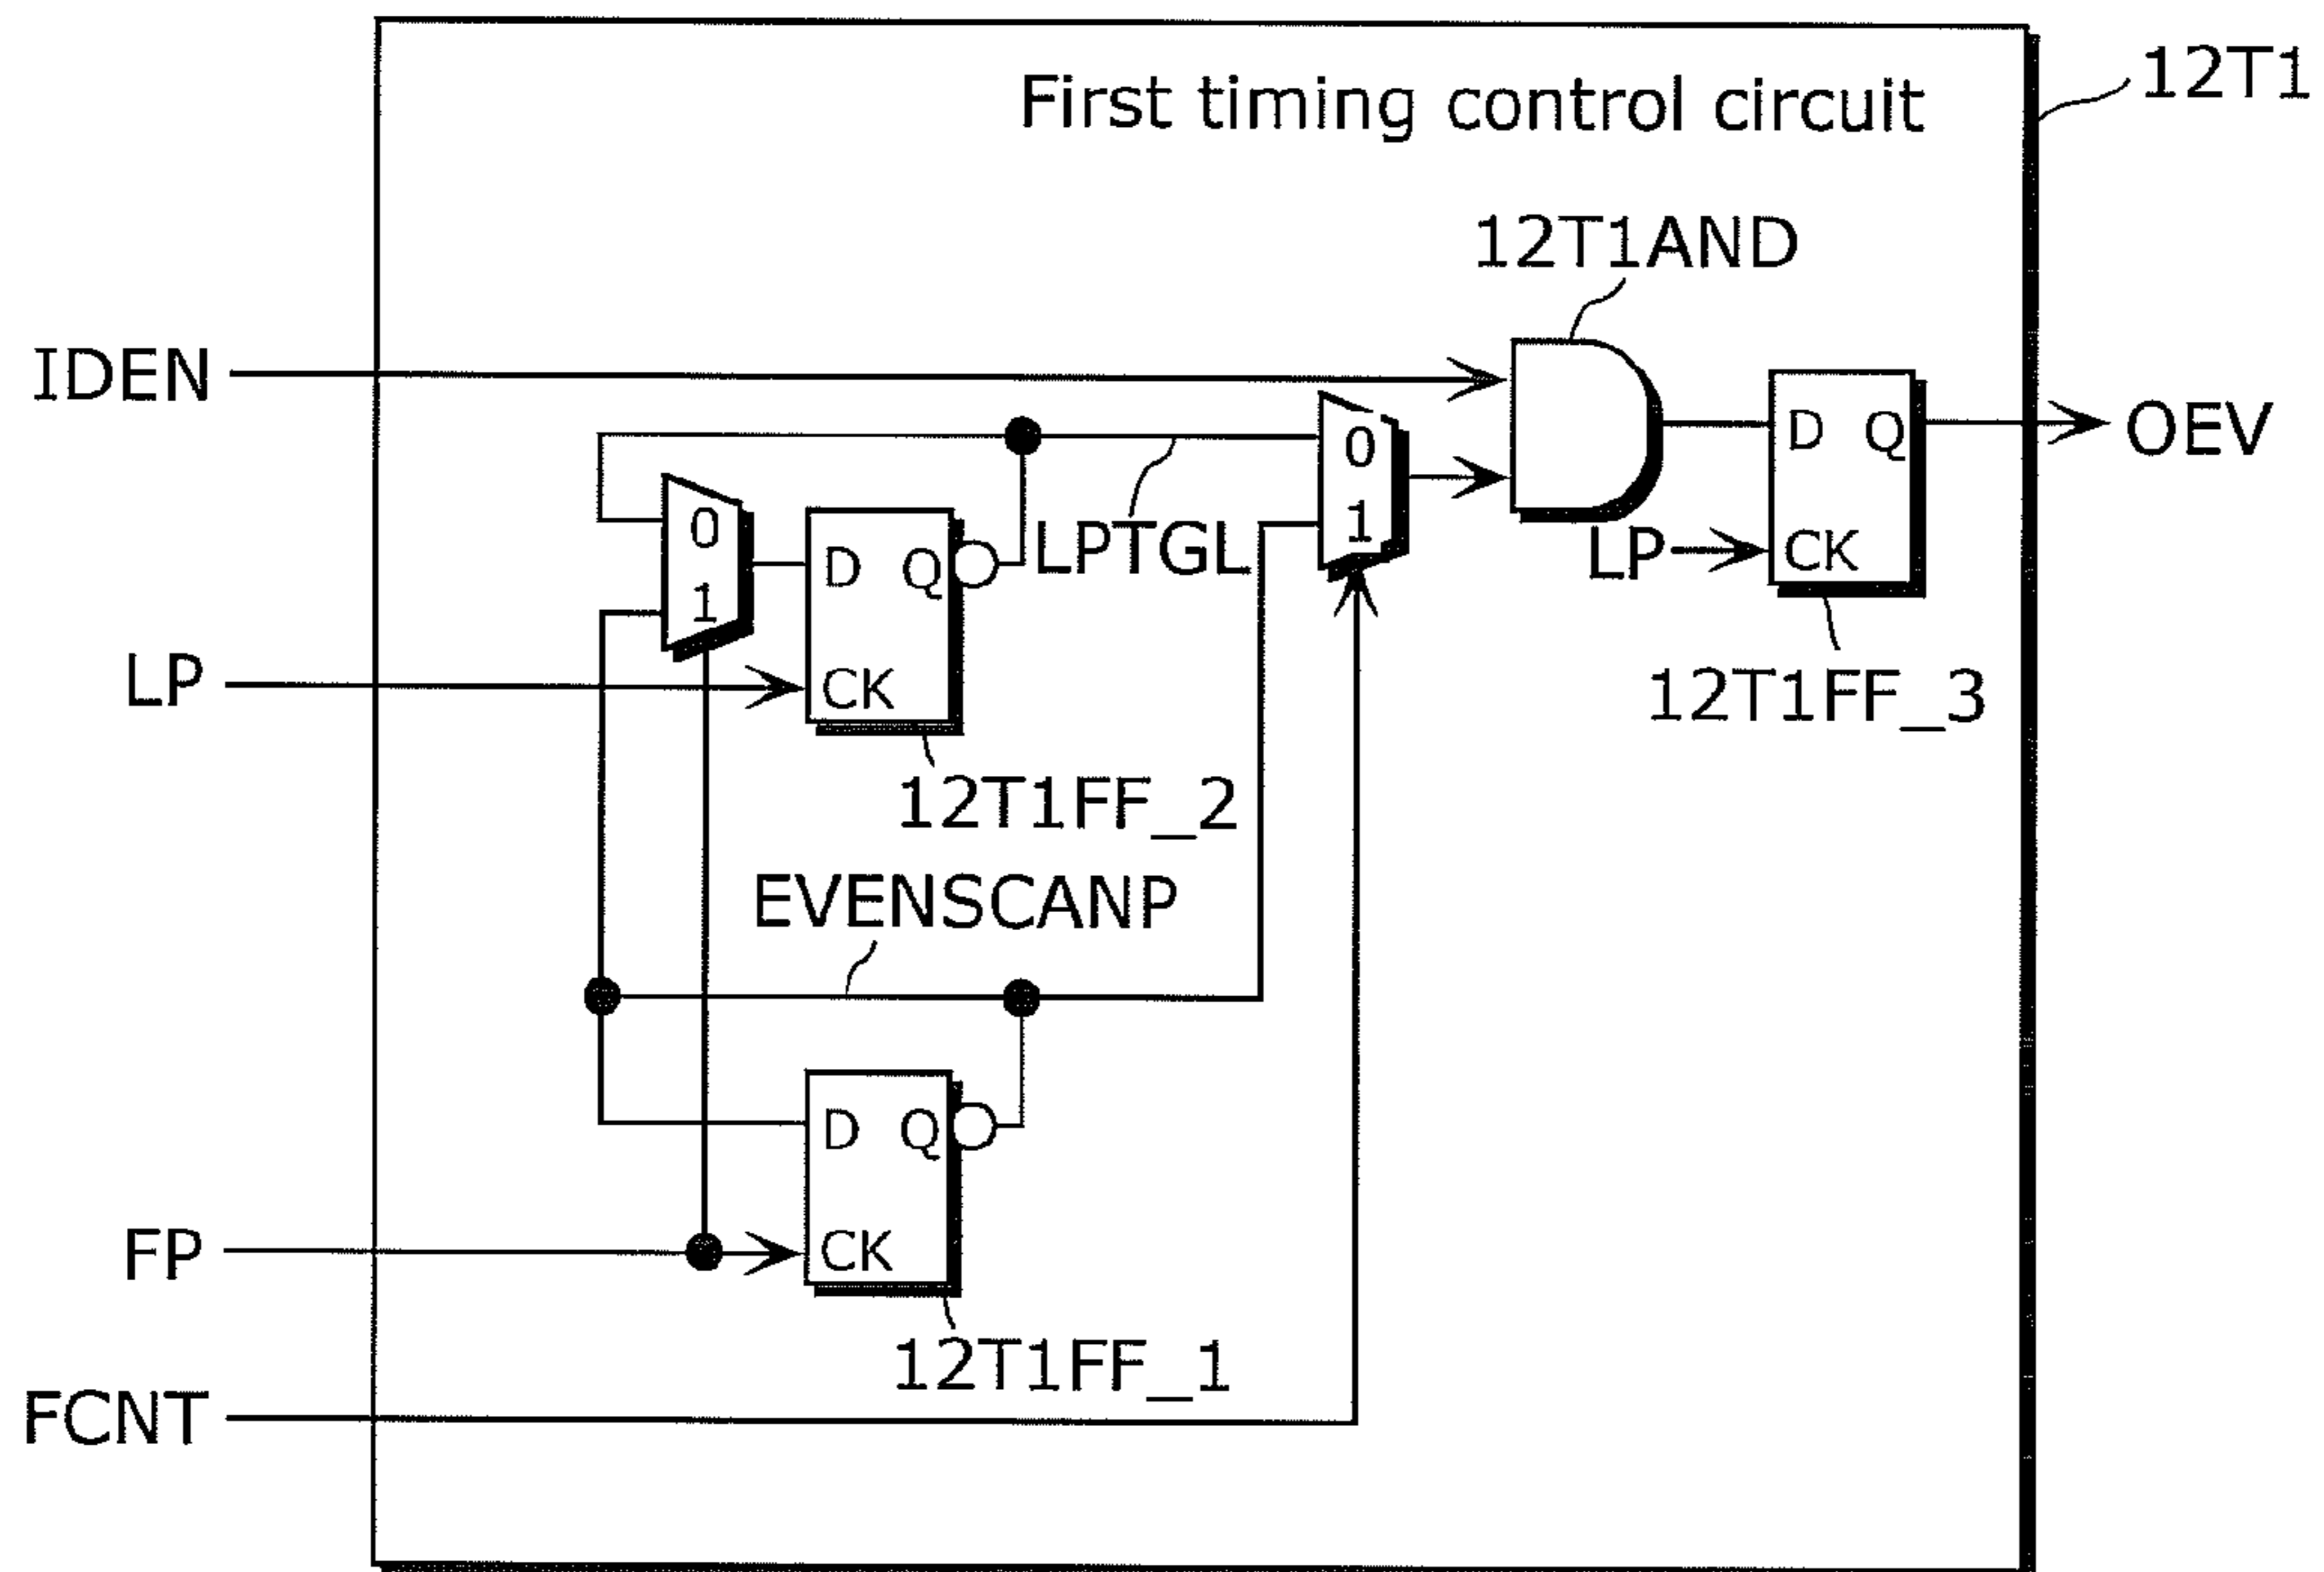 First timing control circuit
12T1
12T1AND
IDEN
0
1
D Q
CK
OEV
LP
12T1FF_3
0
1
D Q
CK
LPTGL
LP
12T1FF_2
EVENSCANP
D Q
CK
FP
12T1FF_1
FCNT